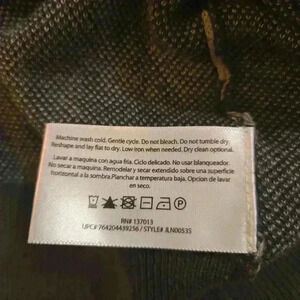 Machine wash cold. Gentle cycle. Do not bleach. Do not tumble dry.
Reshape and lay flat to dry. Low iron when needed. Dry clean optional.
Lavar a maquina con agua fría. Ciclo delicado. No usar blanqueador.
No secar a maquina. Remodelar y secar extendido sobre una superficie
horizontal a la sombra.Planchar a temperatura baja. Opcion de lavar
en seco.
RN# 137013
UPC# 764204439256 / STYLE# JLN00535